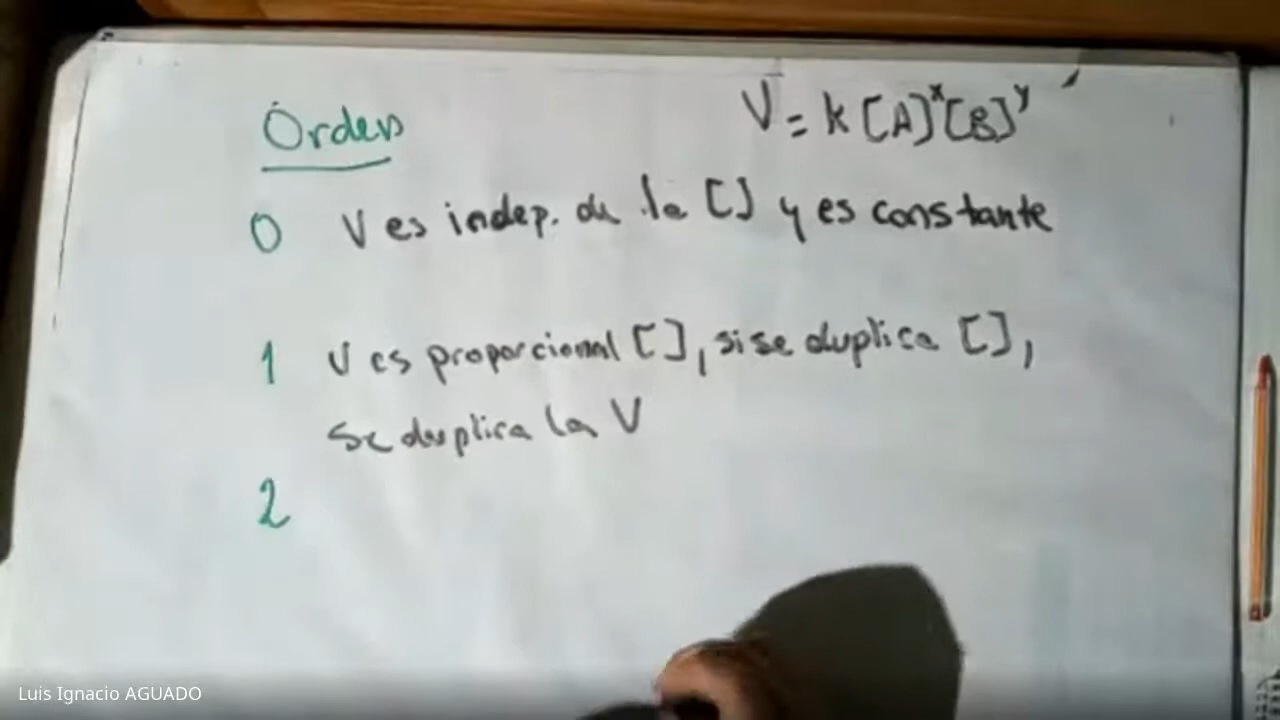 Orden
V = k [A]ˣ[B]ʸ
0 V es indep. de la [] y es constante
1 V es proporcional [], si se duplica [],
se duplica la V
2
Luis Ignacio AGUADO